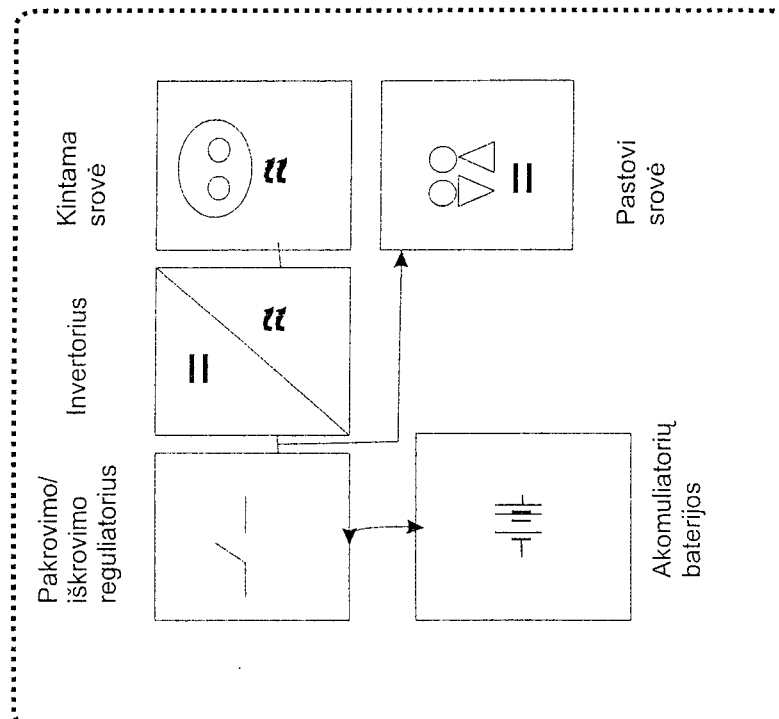 Pakrovimo/
iškrovimo
reguliatorius
Invertorius
Kintama
srovė
Akomuliatorių
baterijos
Pastovi
srovė